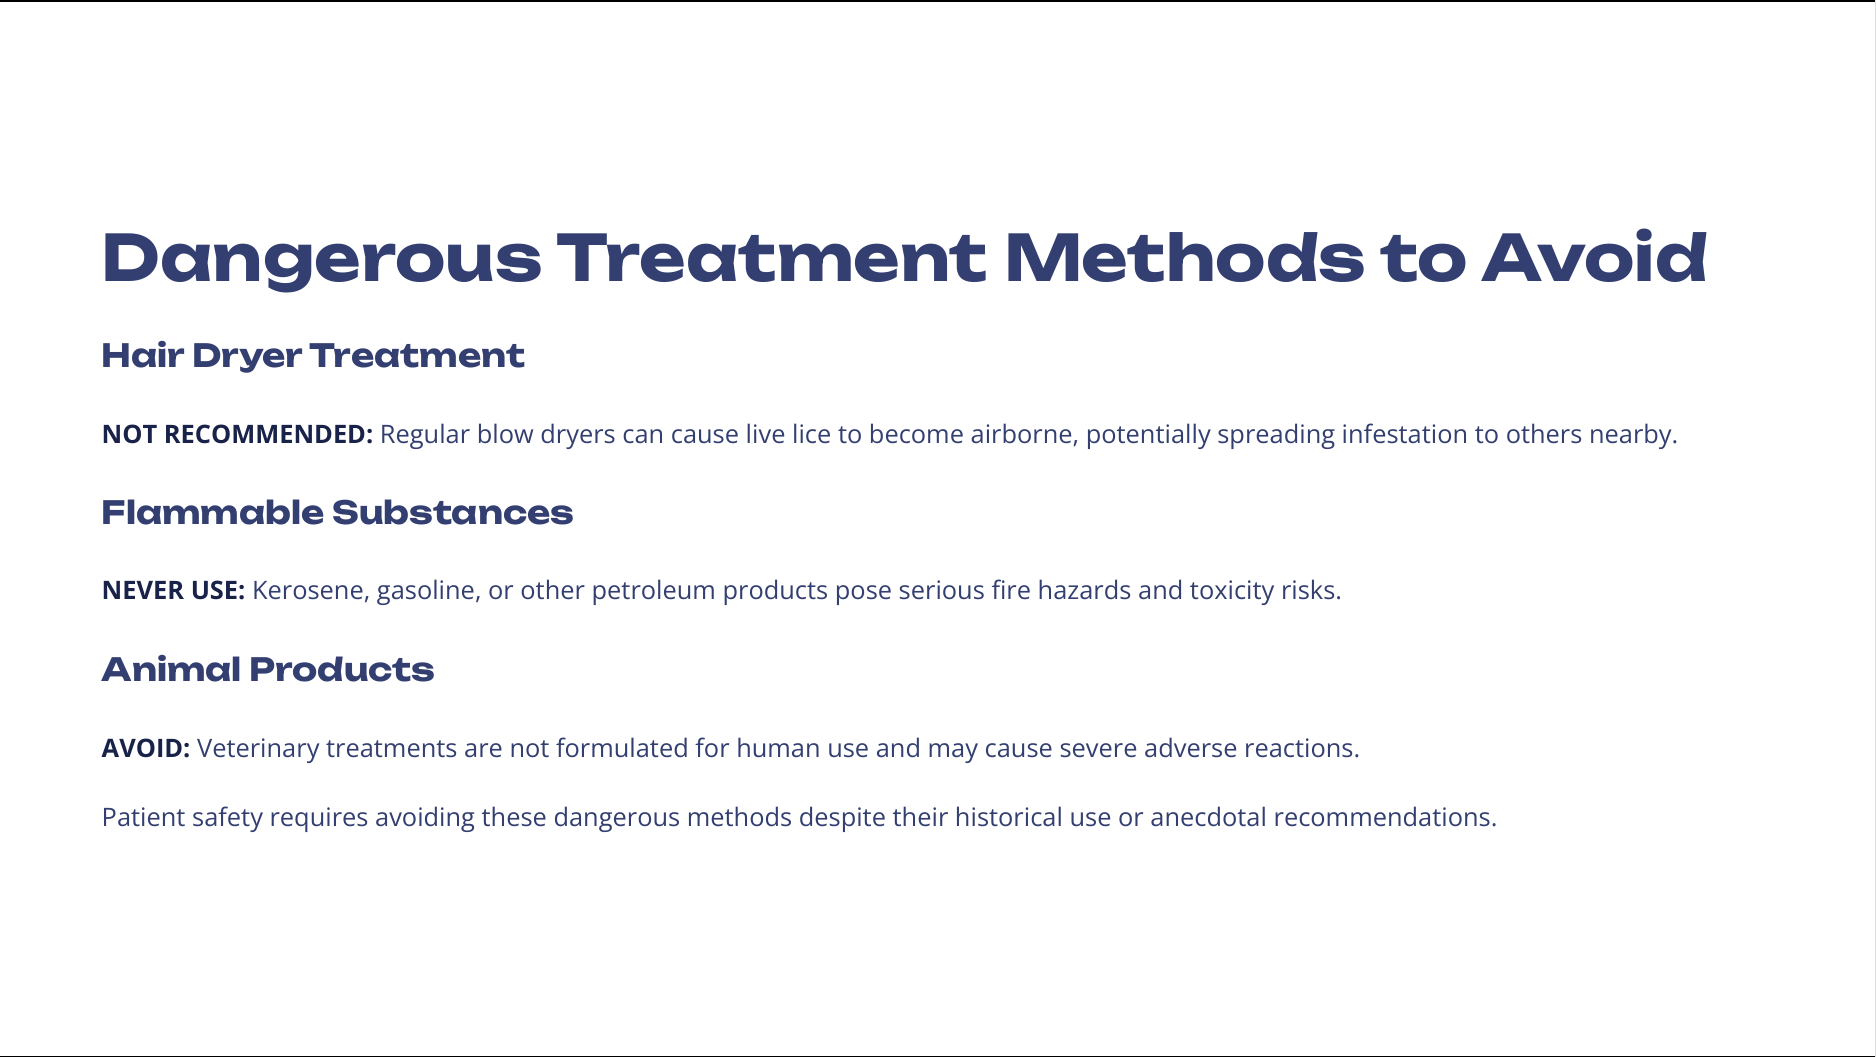 Dangerous Treatment Methods to Avoid
Hair Dryer Treatment
NOT RECOMMENDED: Regular blow dryers can cause live lice to become airborne, potentially spreading infestation to others nearby.
Flammable Substances
NEVER USE: Kerosene, gasoline, or other petroleum products pose serious fire hazards and toxicity risks.
Animal Products
AVOID: Veterinary treatments are not formulated for human use and may cause severe adverse reactions.
Patient safety requires avoiding these dangerous methods despite their historical use or anecdotal recommendations.